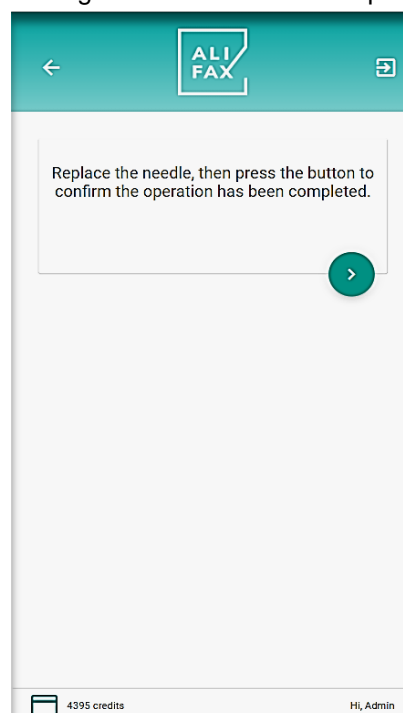 ALI
FAX
Replace the needle, then press the button to
confirm the operation has been completed.
4395 credits
Hi, Admin